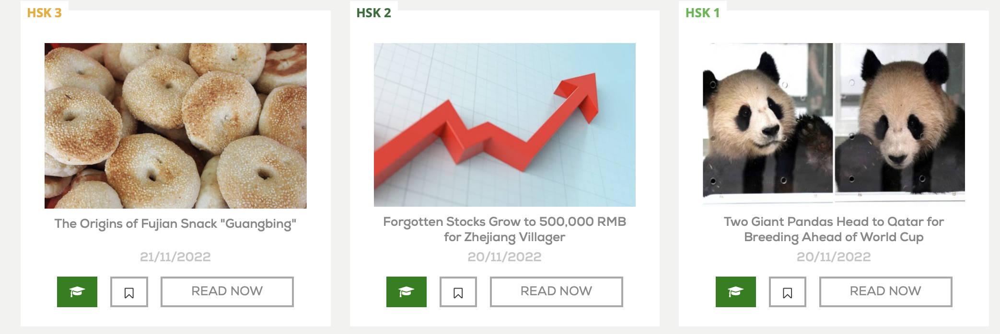 HSK 3
The Origins of Fujian Snack "Guangbing"
21/11/2022
READ NOW
HSK 2
Forgotten Stocks Grow to 500,000 RMB
for Zhejiang Villager
20/11/2022
READ NOW
HSK 1
Two Giant Pandas Head to Qatar for
Breeding Ahead of World Cup
20/11/2022
READ NOW